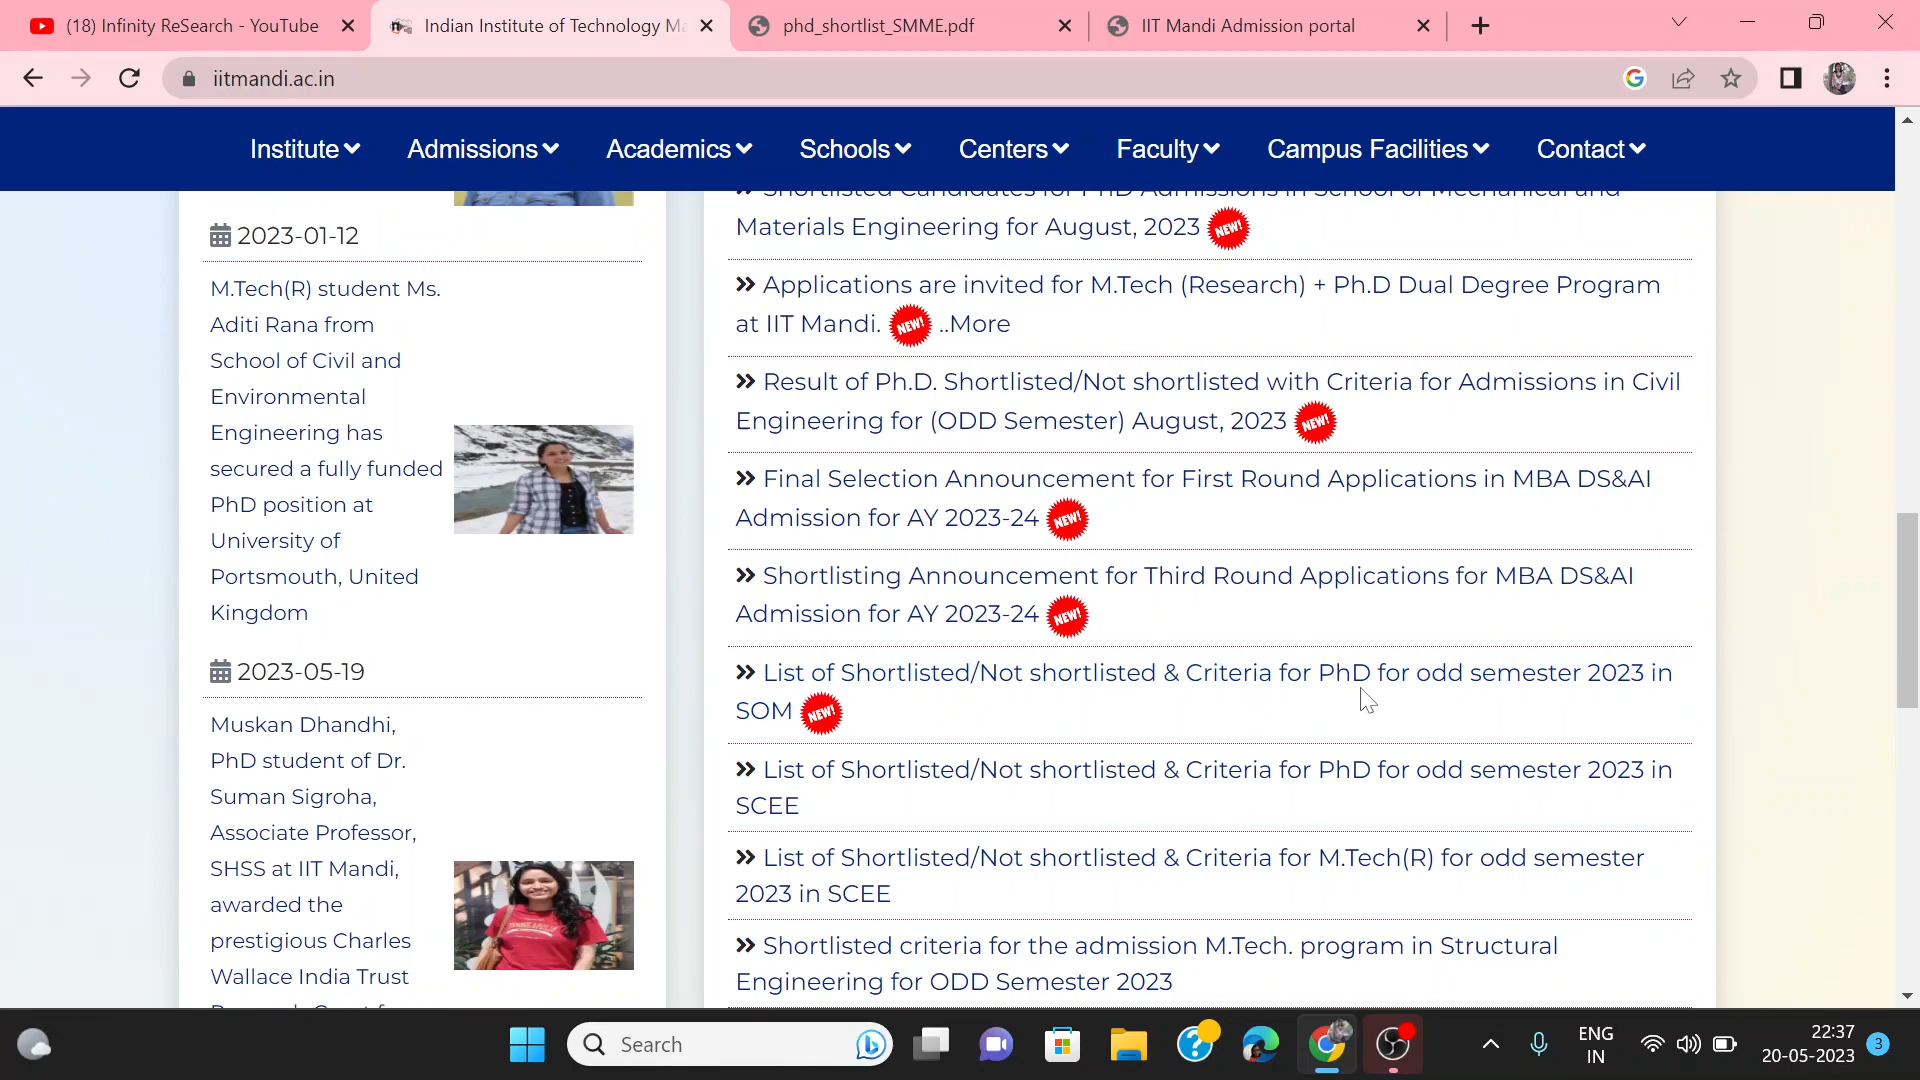 (18) Infinity ReSearch - YouTube
Indian Institute of Technology Ma
phd_shortlist_SMME.pdf
IIT Mandi Admission portal
iitmandi.ac.in
Institute Admissions Academics Schools Centers Faculty Campus Facilities Contact
2023-01-12
M.Tech(R) student Ms.
Aditi Rana from
School of Civil and
Environmental
Engineering has
secured a fully funded
PhD position at
University of
Portsmouth, United
Kingdom
2023-05-19
Muskan Dhandhi,
PhD student of Dr.
Suman Sigroha,
Associate Professor,
SHSS at IIT Mandi,
awarded the
prestigious Charles
Wallace India Trust
Shortlisted Candidates for PhD Admissions in School of Mechanical and
Materials Engineering for August, 2023 NEW!
» Applications are invited for M.Tech (Research) + Ph.D Dual Degree Program
at IIT Mandi. NEW! ..More
» Result of Ph.D. Shortlisted/Not shortlisted with Criteria for Admissions in Civil
Engineering for (ODD Semester) August, 2023 NEW!
» Final Selection Announcement for First Round Applications in MBA DS&AI
Admission for AY 2023-24 NEW!
» Shortlisting Announcement for Third Round Applications for MBA DS&AI
Admission for AY 2023-24 NEW!
» List of Shortlisted/Not shortlisted & Criteria for PhD for odd semester 2023 in
SOM NEW!
» List of Shortlisted/Not shortlisted & Criteria for PhD for odd semester 2023 in
SCEE
» List of Shortlisted/Not shortlisted & Criteria for M.Tech(R) for odd semester
2023 in SCEE
» Shortlisted criteria for the admission M.Tech. program in Structural
Engineering for ODD Semester 2023
Search
ENG
IN
22:37
20-05-2023
3